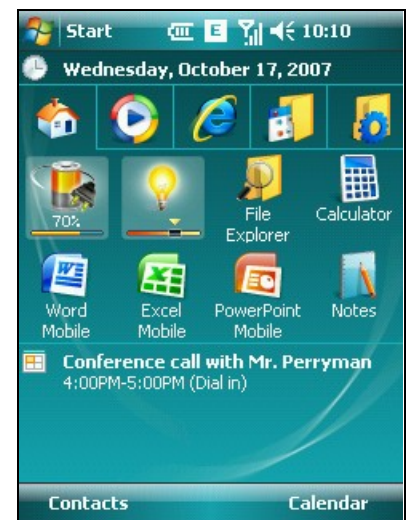 Start E 10:10
Wednesday, October 17, 2007
70%
File Explorer
Calculator
Word Mobile
Excel Mobile
PowerPoint Mobile
Notes
Conference call with Mr. Perryman
4:00PM-5:00PM (Dial in)
Contacts Calendar